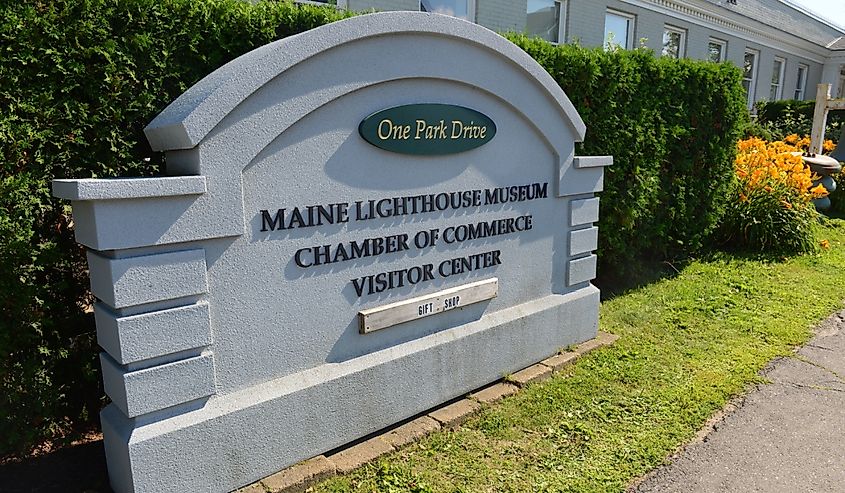 One Park Drive
MAINE LIGHTHOUSE MUSEUM
CHAMBER OF COMMERCE
VISITOR CENTER
GIFT SHOP